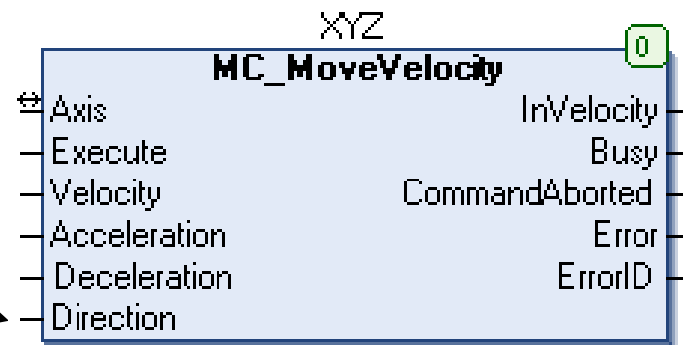 XYZ
0
MC_MoveVelocity
Axis InVelocity
Execute Busy
Velocity CommandAborted
Acceleration Error
Deceleration ErrorID
Direction